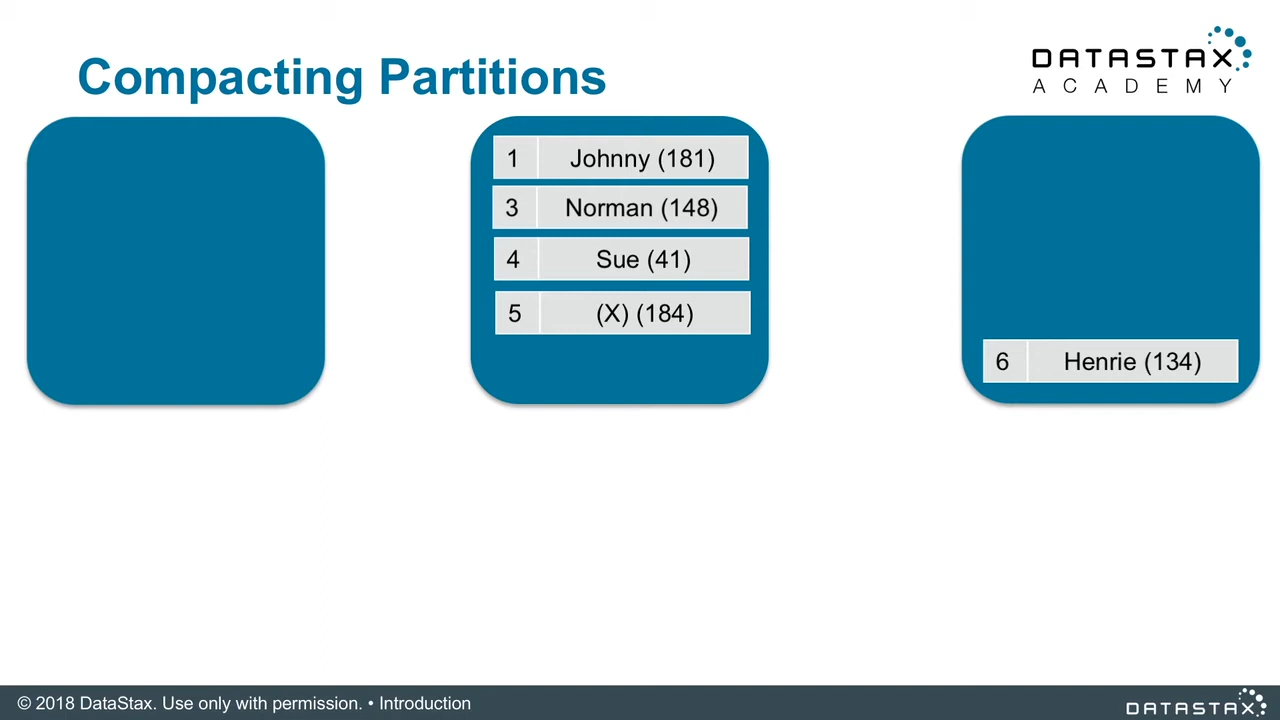 Compacting Partitions
DATASTAX
ACADEMY
1 Johnny (181)
3 Norman (148)
4 Sue (41)
5 (X) (184)
6 Henrie (134)
© 2018 DataStax. Use only with permission. • Introduction
DATASTAX